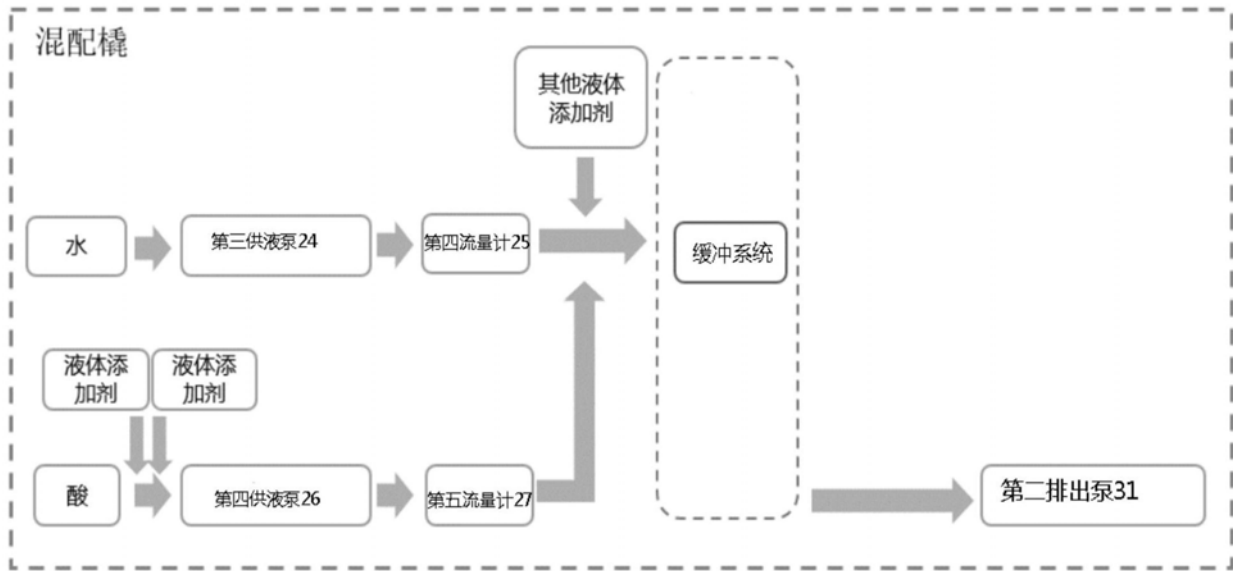 混配橇
其他液体
添加剂
水
第三供液泵24
第四流量计25
缓冲系统
液体添
加剂
液体添
加剂
酸
第四供液泵26
第五流量计27
第二排出泵31